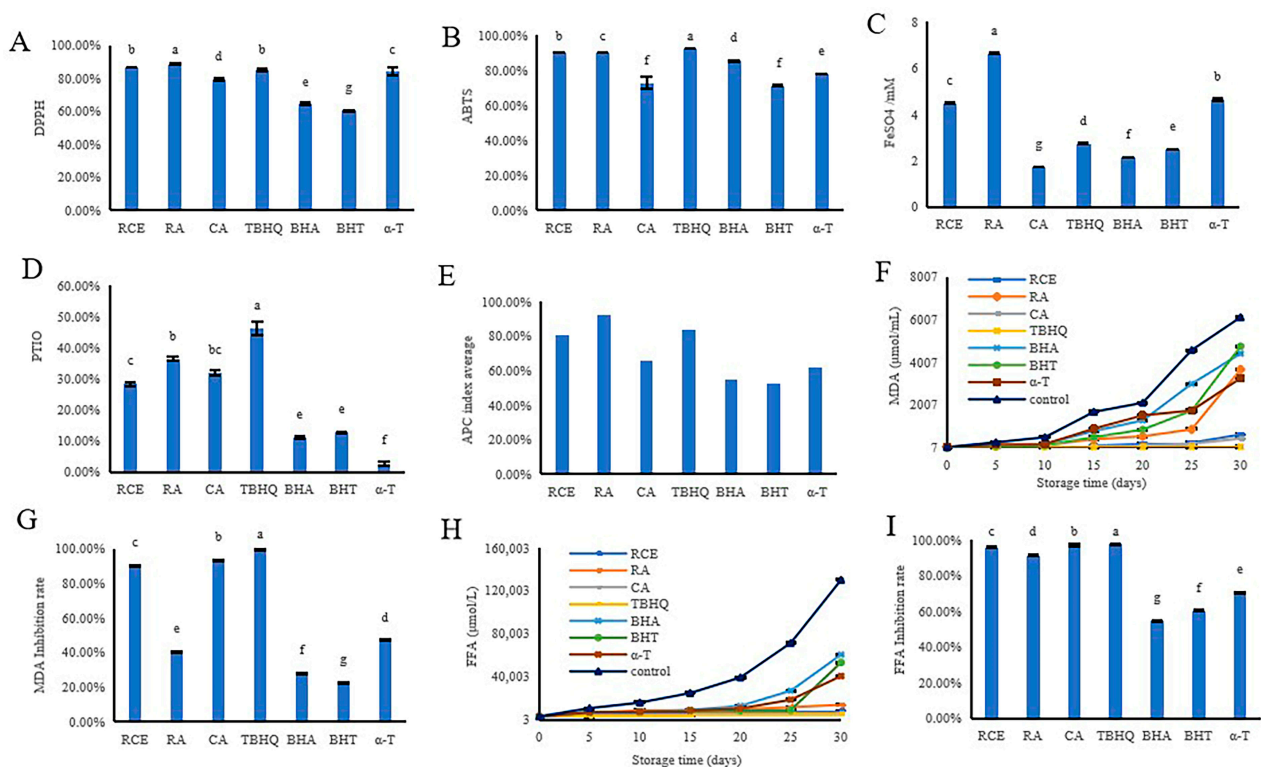 A
DPPH
100.00%
80.00%
60.00%
40.00%
20.00%
0.00%
b a d b e g c
RCE RA CA TBHQ BHA BHT α-T
B
ABTS
100.00%
80.00%
60.00%
40.00%
20.00%
0.00%
b c f a d f e
RCE RA CA TBHQ BHA BHT α-T
C
FeSO4 /mM
8
6
4
2
0
c a g d f e b
RCE RA CA TBHQ BHA BHT α-T
D
PTIO
60.00%
50.00%
40.00%
30.00%
20.00%
10.00%
0.00%
c b bc a e e f
RCE RA CA TBHQ BHA BHT α-T
E
APC index average
100.00%
80.00%
60.00%
40.00%
20.00%
0.00%
RCE RA CA TBHQ BHA BHT α-T
F
MDA (μmol/mL)
8007
6007
4007
2007
7
RCE
RA
CA
TBHQ
BHA
BHT
α-T
control
0 5 10 15 20 25 30
Storage time (days)
G
MDA Inhibition rate
100.00%
80.00%
60.00%
40.00%
20.00%
0.00%
c e b a f g d
RCE RA CA TBHQ BHA BHT α-T
H
FFA (μmol/L)
160,003
120,003
80,003
40,003
3
RCE
RA
CA
TBHQ
BHA
BHT
α-T
control
0 5 10 15 20 25 30
Storage time (days)
I
FFA Inhibition rate
100.00%
80.00%
60.00%
40.00%
20.00%
0.00%
c d b a g f e
RCE RA CA TBHQ BHA BHT α-T